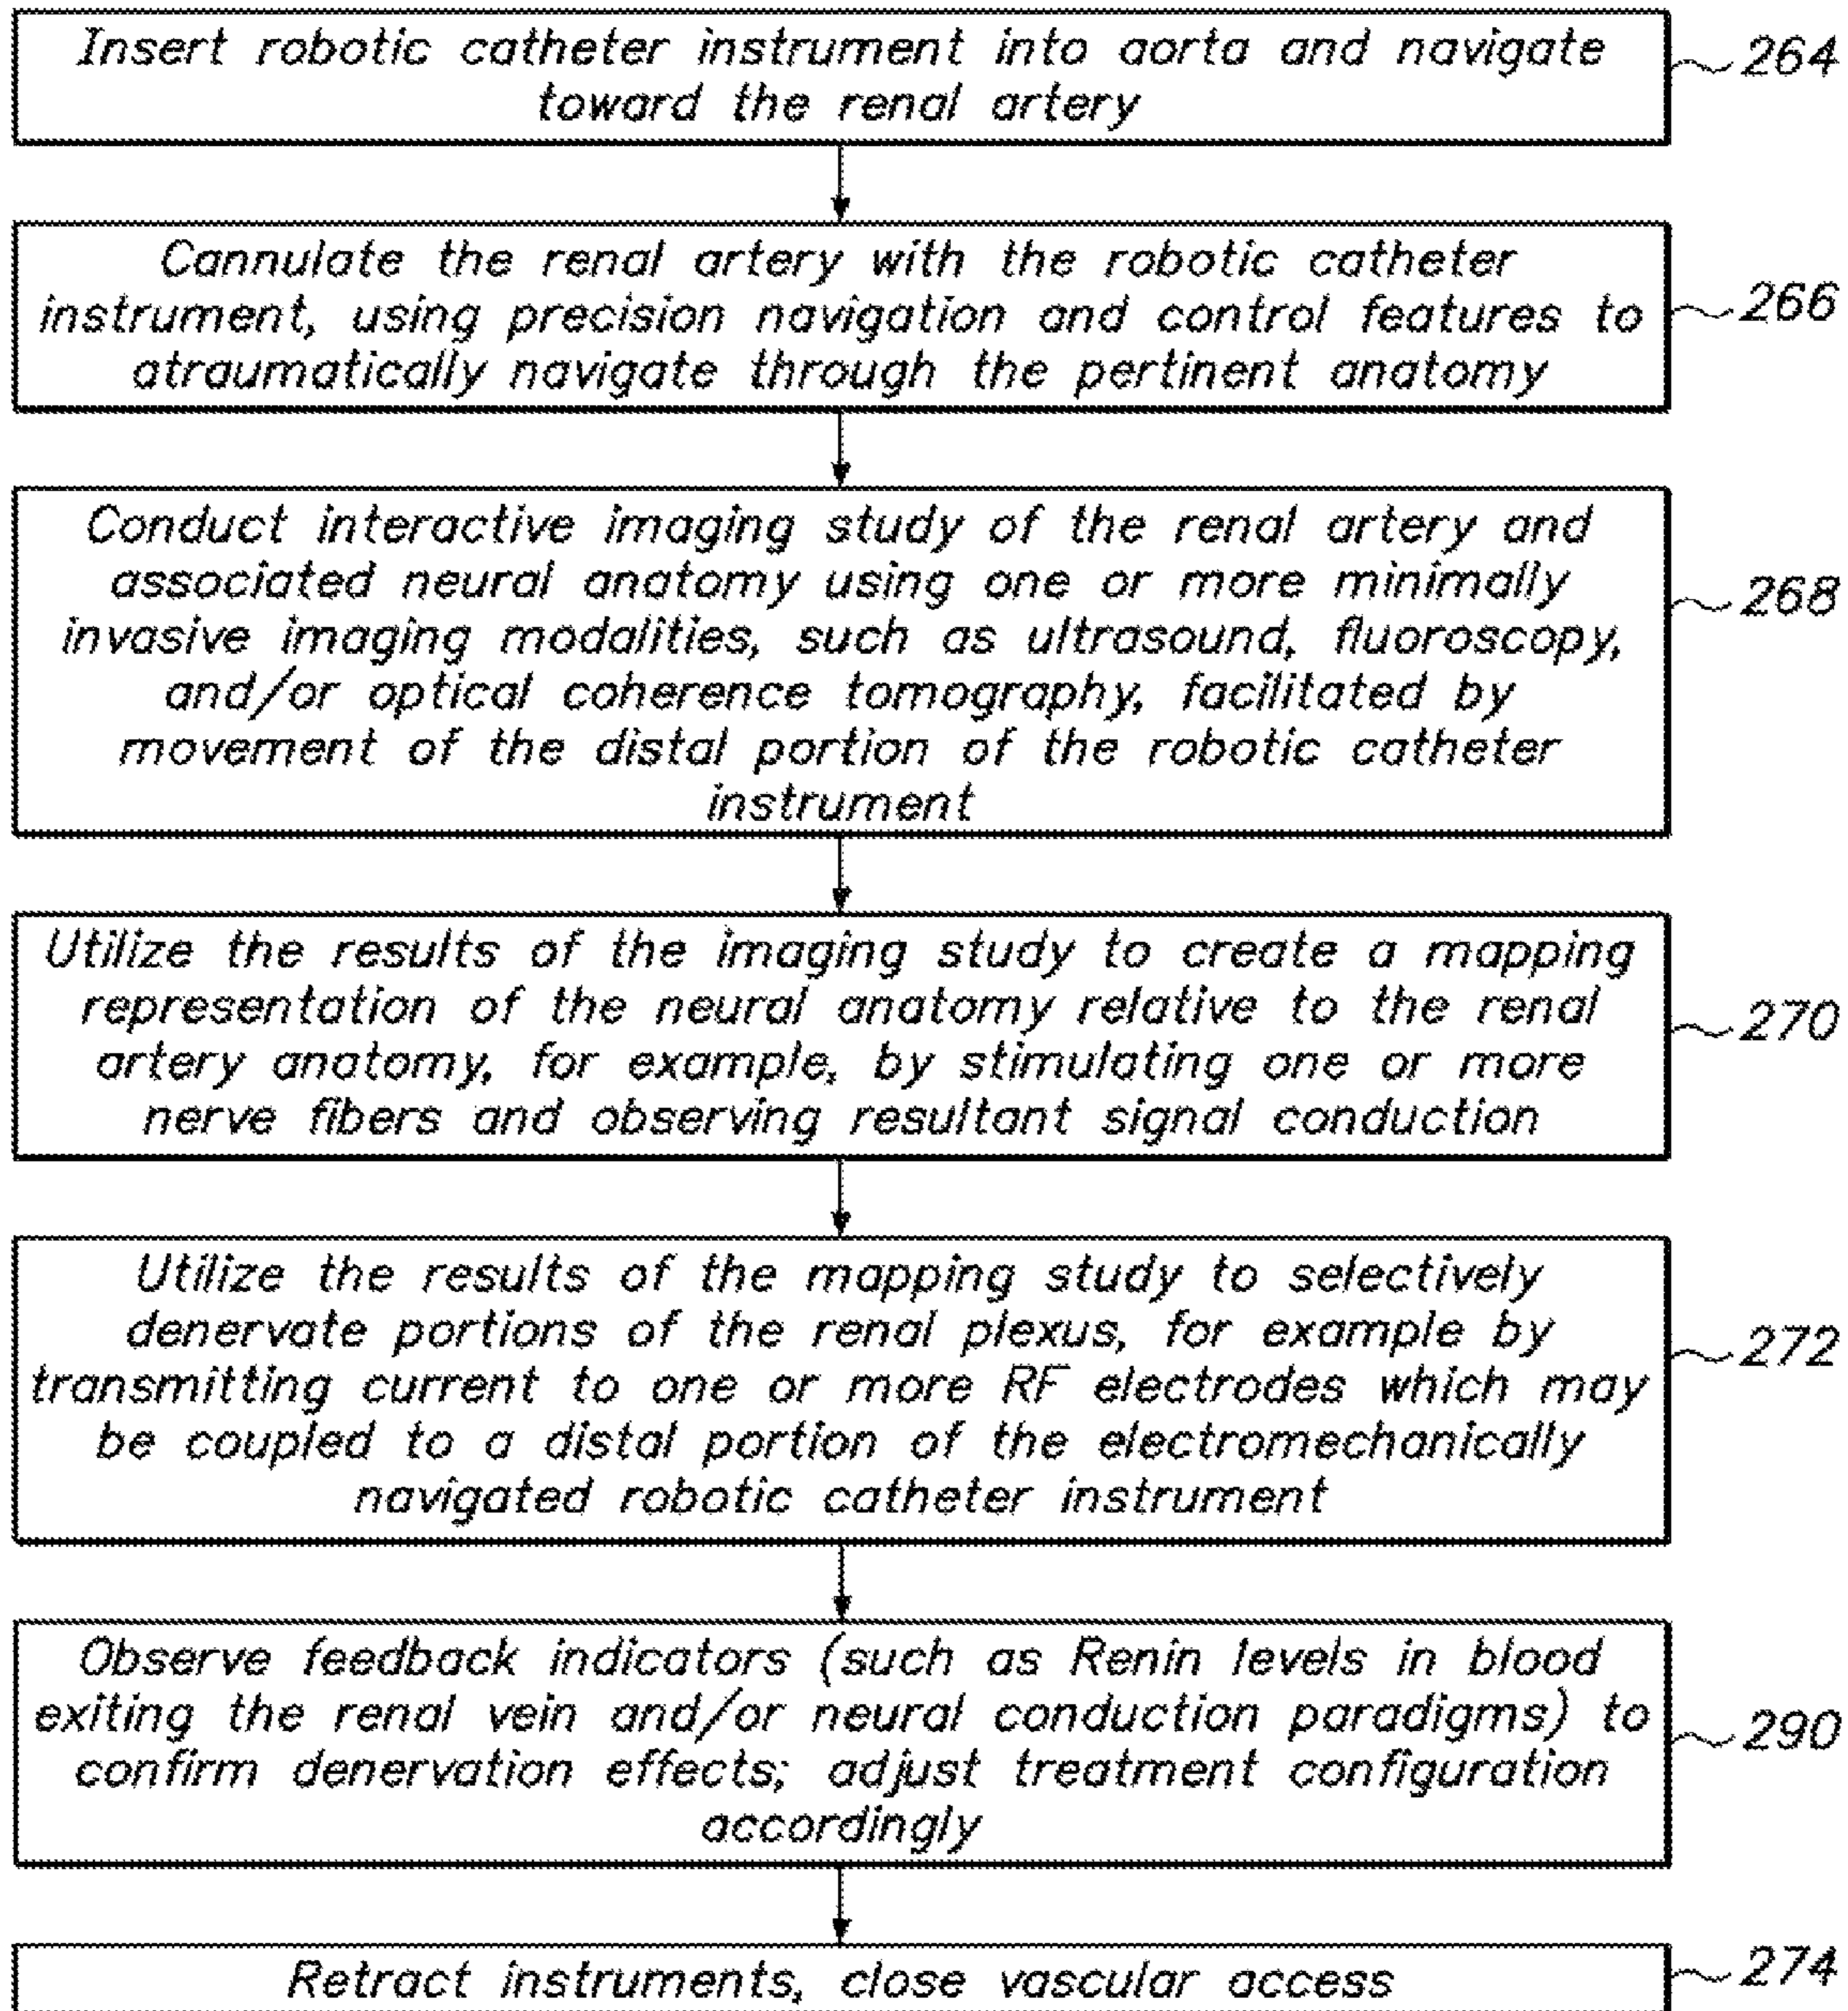 Insert robotic catheter instrument into aorta and navigate
toward the renal artery
264
Cannulate the renal artery with the robotic catheter
instrument, using precision navigation and control features to
atraumatically navigate through the pertinent anatomy
266
Conduct interactive imaging study of the renal artery and
associated neural anatomy using one or more minimally
invasive imaging modalities, such as ultrasound, fluoroscopy,
and/or optical coherence tomography, facilitated by
movement of the distal portion of the robotic catheter
instrument
268
Utilize the results of the imaging study to create a mapping
representation of the neural anatomy relative to the renal
artery anatomy, for example, by stimulating one or more
nerve fibers and observing resultant signal conduction
270
Utilize the results of the mapping study to selectively
denervate portions of the renal plexus, for example by
transmitting current to one or more RF electrodes which may
be coupled to a distal portion of the electromechanically
navigated robotic catheter instrument
272
Observe feedback indicators (such as Renin levels in blood
exiting the renal vein and/or neural conduction paradigms) to
confirm denervation effects; adjust treatment configuration
accordingly
290
Retract instruments, close vascular access
274